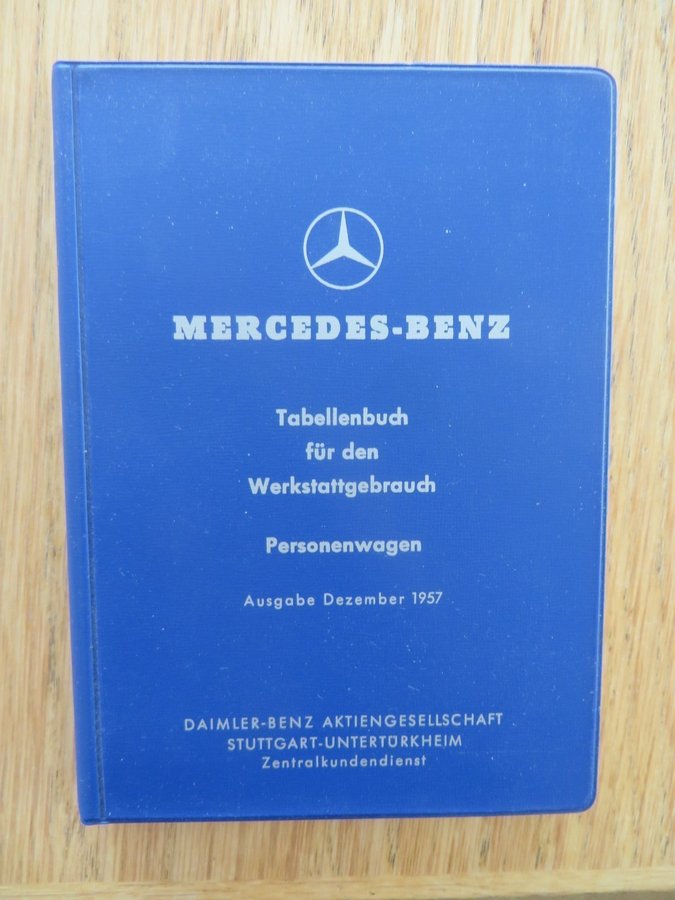 MERCEDES-BENZ
Tabellenbuch
für den
Werkstattgebrauch
Personenwagen
Ausgabe Dezember 1957
DAIMLER-BENZ AKTIENGESELLSCHAFT
STUTTGART-UNTERTÜRKHEIM
Zentralkundendienst